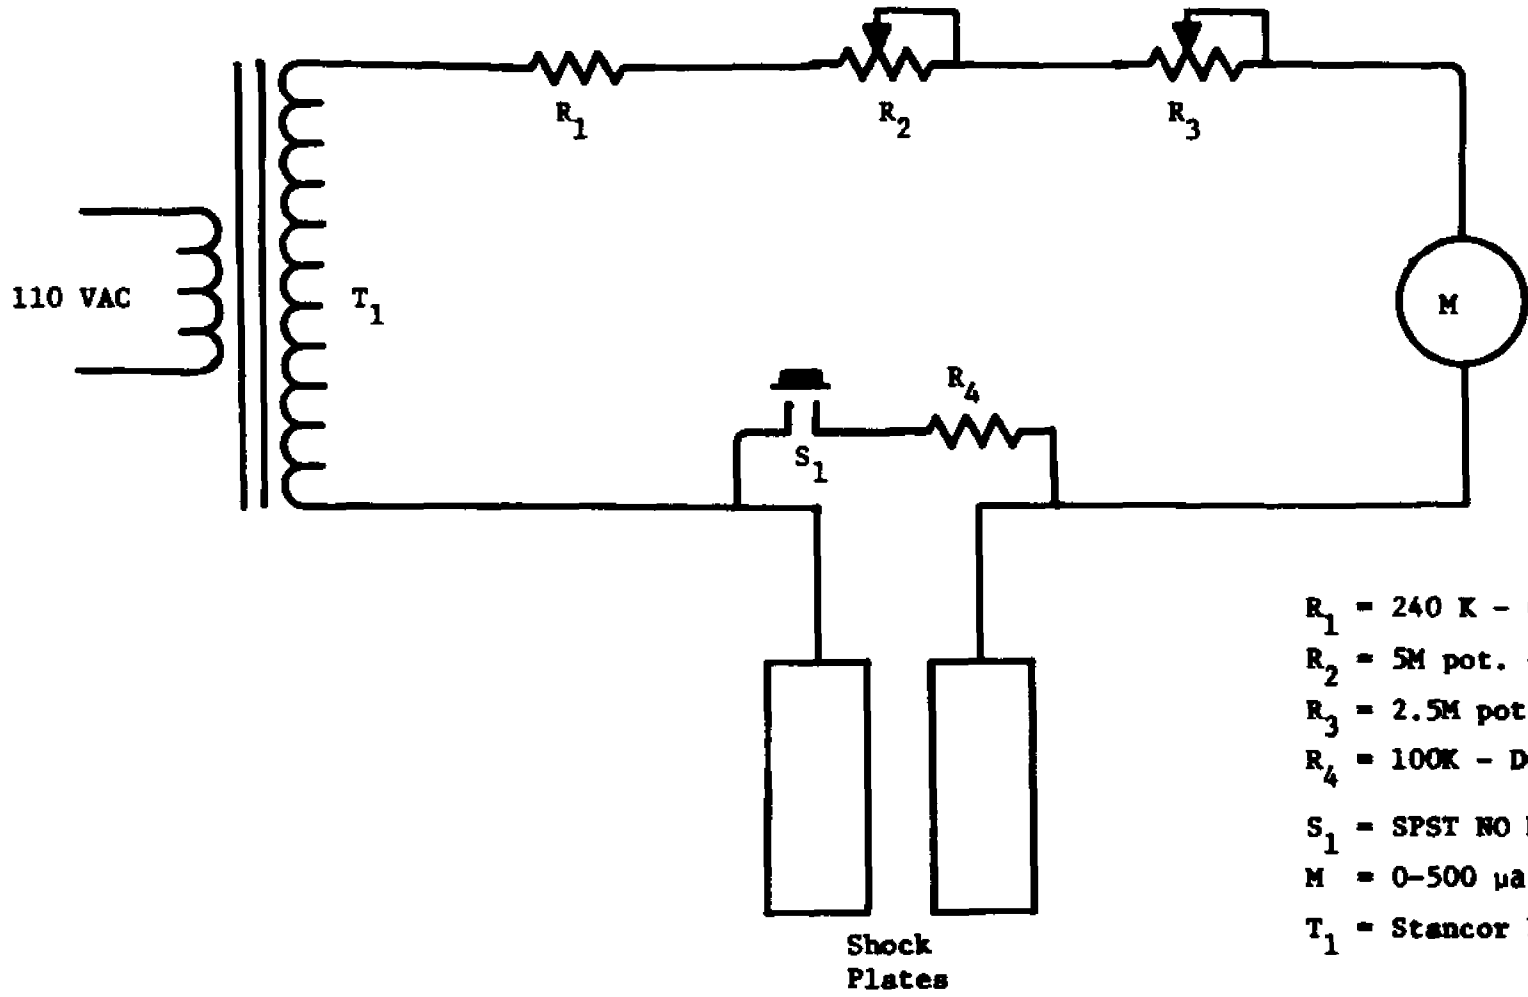 R1
R2
R3
110 VAC
T1
M
R4
S1
R1 = 240 K -
R2 = 5M pot.
R3 = 2.5M pot
R4 = 100K - D
S1 = SPST NO
M = 0-500 μa
T1 = Stancor
Shock
Plates